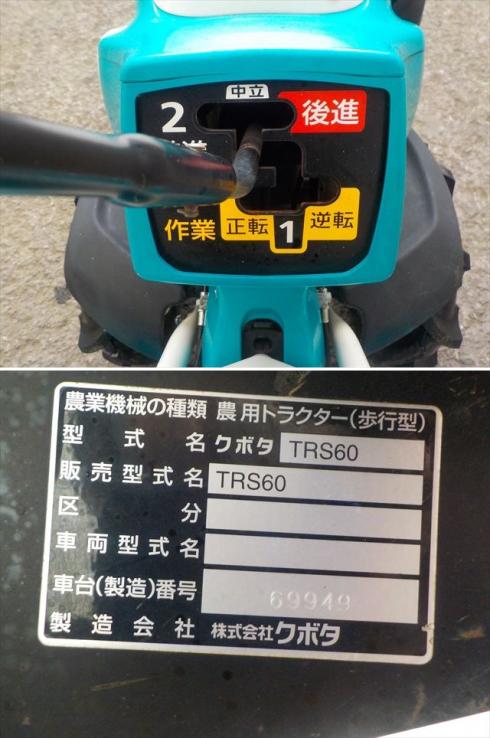 中立
2
後進
作業
正転
1
逆転
農業機械の種類 農用トラクター(歩行型)
型式名 クボタ TRS60
販売型式名 TRS60
区分
車両型式名
車台(製造)番号 69949
製造会社 株式会社クボタ